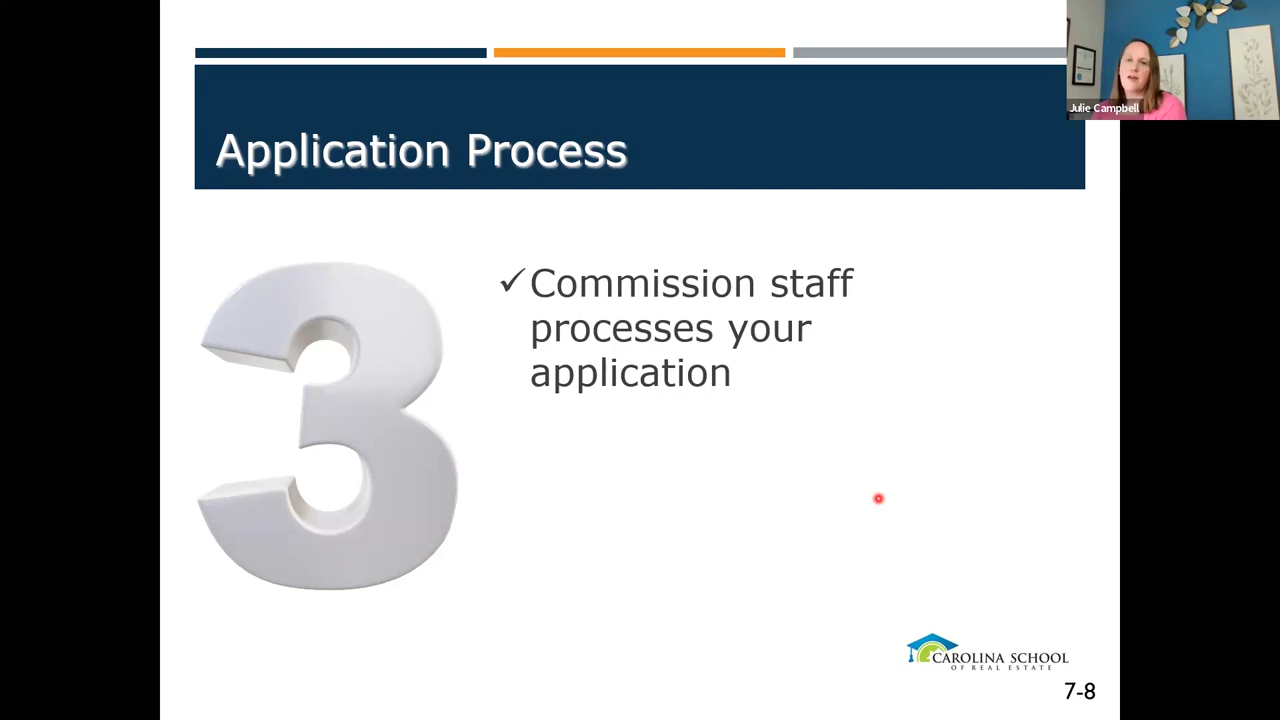 Julie Campbell
Application Process
3
✓Commission staff
processes your
application
CAROLINA SCHOOL
OF REAL ESTATE
7-8